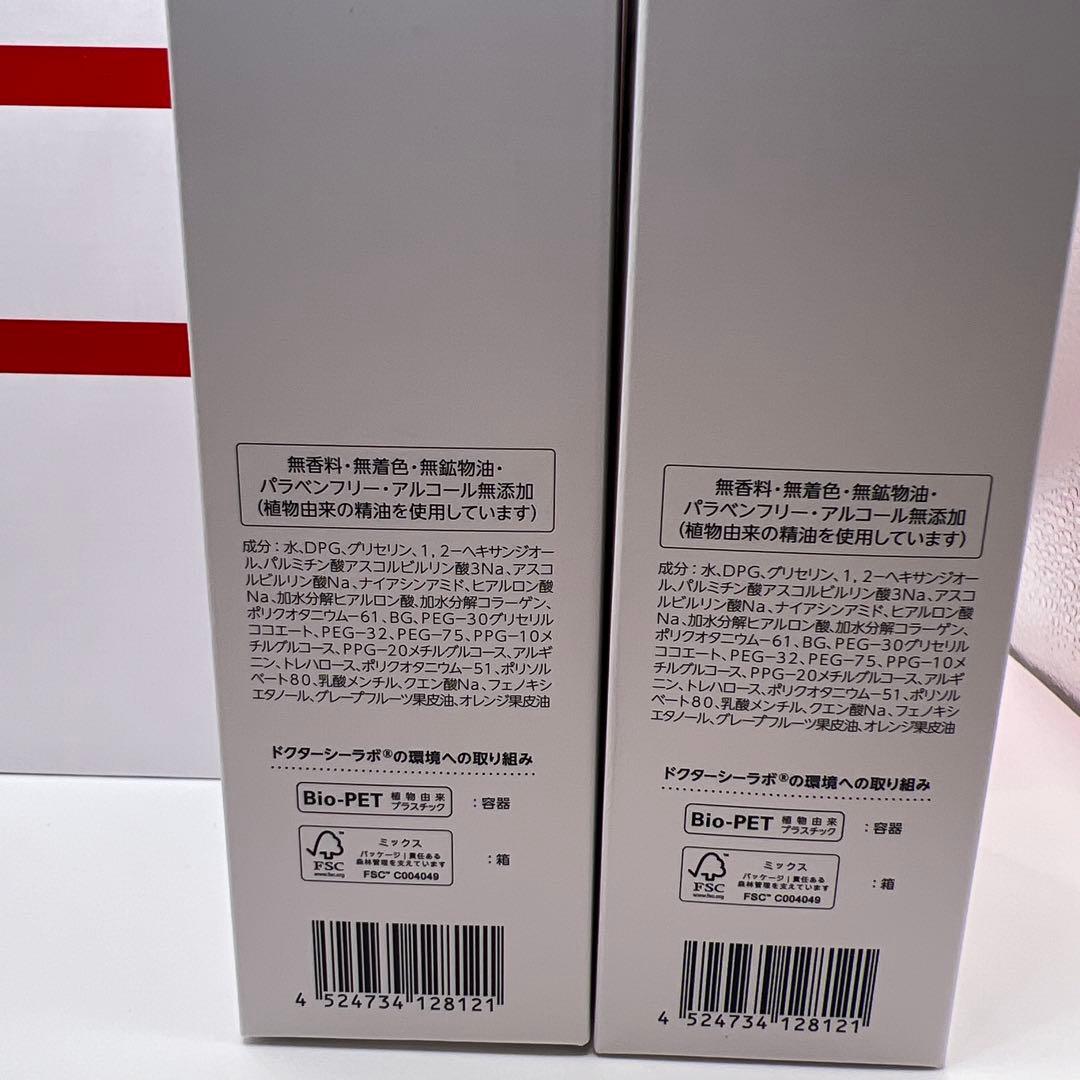 無香料・無着色・無鉱物油・
パラベンフリー・アルコール無添加
(植物由来の精油を使用しています)
成分：水、DPG、グリセリン、1, 2-ヘキサンジオー
ル、パルミチン酸アスコルビルリン酸3Na、アスコ
ルビルリン酸Na、ナイアシンアミド、ヒアルロン酸
Na、加水分解ヒアルロン酸、加水分解コラーゲン、
ポリクオタニウム-61、BG、PEG-30グリセリル
ココエート、PEG-32、PEG-75、PPG-10メ
チルグルコース、PPG-20メチルグルコース、アルギ
ニン、トレハロース、ポリクオタニウム-51、ポリソル
ベート80、乳酸メンチル、クエン酸Na、フェノキシ
エタノール、グレープフルーツ果皮油、オレンジ果皮油
ドクターシーラボ®の環境への取り組み
Bio-PET 植物由来
プラスチック
：容器
FSC™
www.fsc.org
ミックス
パッケージ｜責任ある
森林管理を支えています
FSC™ C004049
：箱
4 524734 128121
無香料・無着色・無鉱物油・
パラベンフリー・アルコール無添加
(植物由来の精油を使用しています)
成分：水、DPG、グリセリン、1, 2-ヘキサンジオー
ル、パルミチン酸アスコルビルリン酸3Na、アスコ
ルビルリン酸Na、ナイアシンアミド、ヒアルロン酸
Na、加水分解ヒアルロン酸、加水分解コラーゲン、
ポリクオタニウム-61、BG、PEG-30グリセリル
ココエート、PEG-32、PEG-75、PPG-10メ
チルグルコース、PPG-20メチルグルコース、アルギ
ニン、トレハロース、ポリクオタニウム-51、ポリソル
ベート80、乳酸メンチル、クエン酸Na、フェノキシ
エタノール、グレープフルーツ果皮油、オレンジ果皮油
ドクターシーラボ®の環境への取り組み
Bio-PET 植物由来
プラスチック
：容器
FSC™
www.fsc.org
ミックス
パッケージ｜責任ある
森林管理を支えています
FSC™ C004049
：箱
4 524734 128121